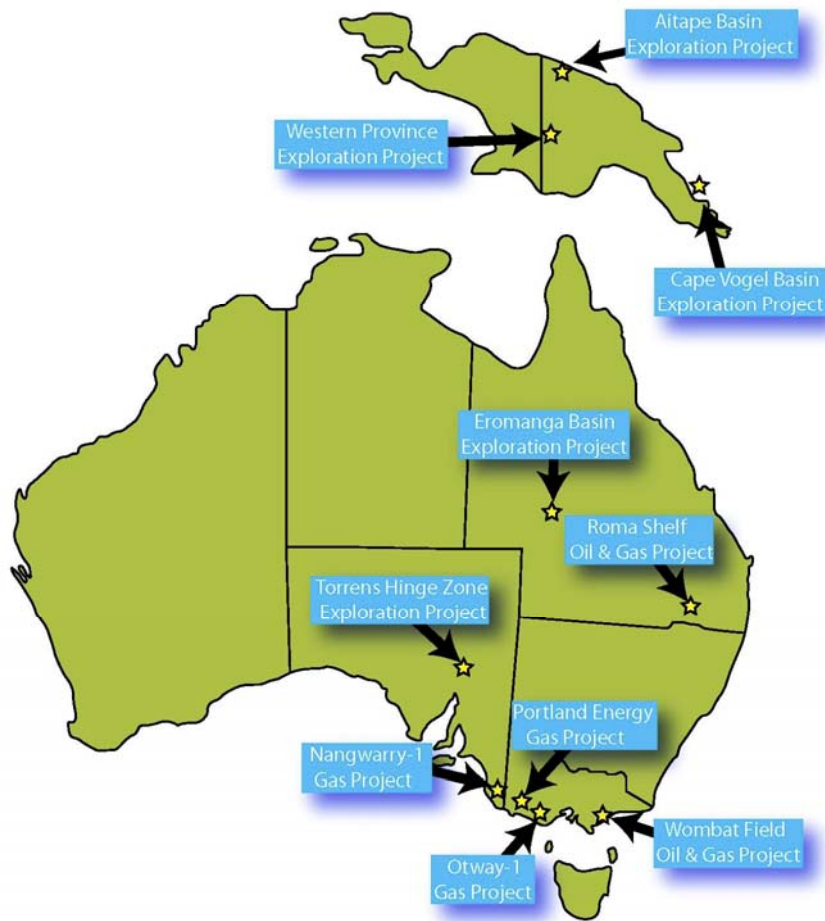 Aitape Basin
Exploration Project
Western Province
Exploration Project
Cape Vogel Basin
Exploration Project
Eromanga Basin
Exploration Project
Roma Shelf
Oil & Gas Project
Torrens Hinge Zone
Exploration Project
Portland Energy
Gas Project
Nangwarry-1
Gas Project
Wombat Field
Oil & Gas Project
Otway-1
Gas Project